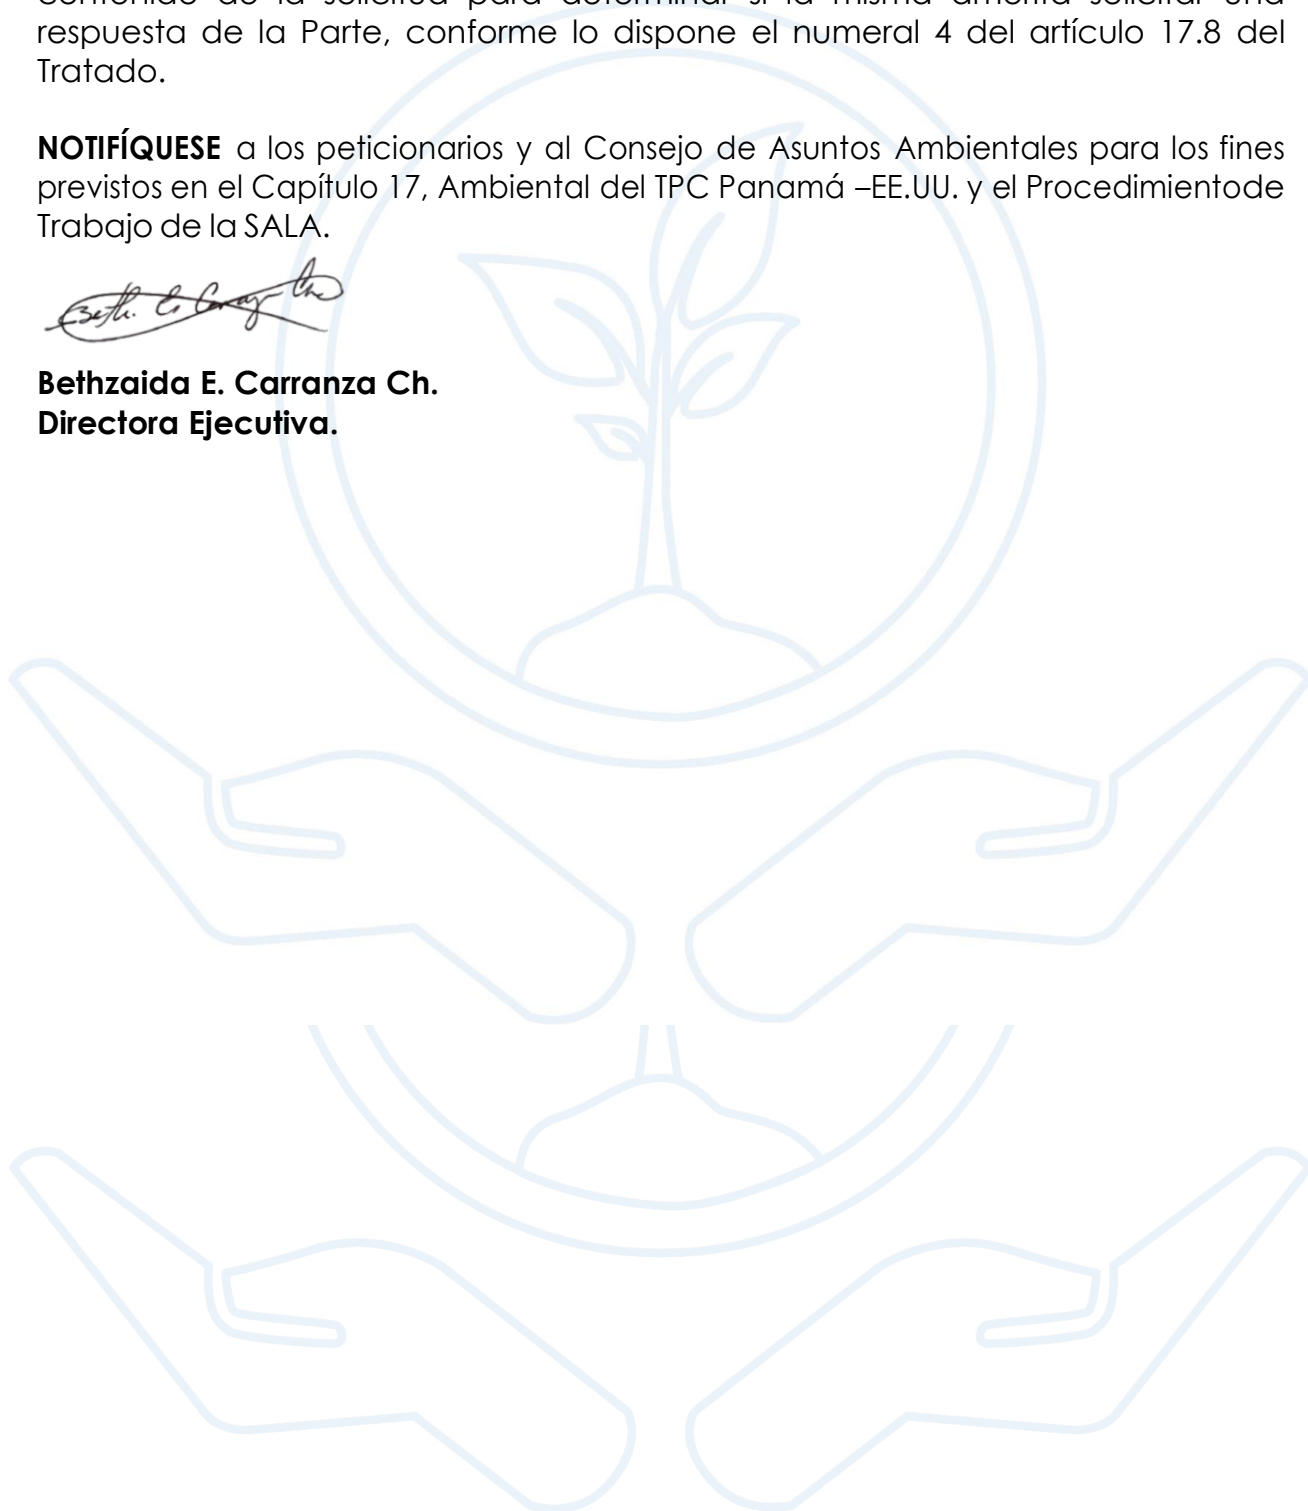 contenido de la solicitud para determinar si la misma amerita solicitar una
respuesta de la Parte, conforme lo dispone el numeral 4 del artículo 17.8 del
Tratado.
NOTIFÍQUESE a los peticionarios y al Consejo de Asuntos Ambientales para los fines
previstos en el Capítulo 17, Ambiental del TPC Panamá –EE.UU. y el Procedimientode
Trabajo de la SALA.
Bethzaida E. Carranza Ch.
Directora Ejecutiva.